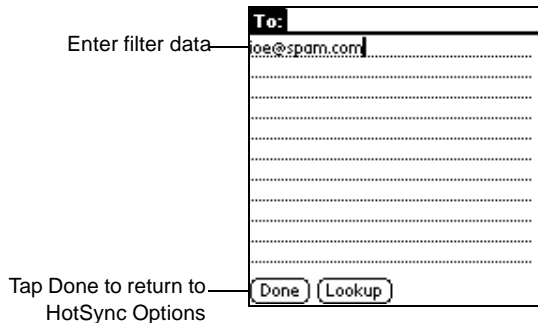 To:
Enter filter data
joe@spam.com
Tap Done to return to
HotSync Options
Done Lookup